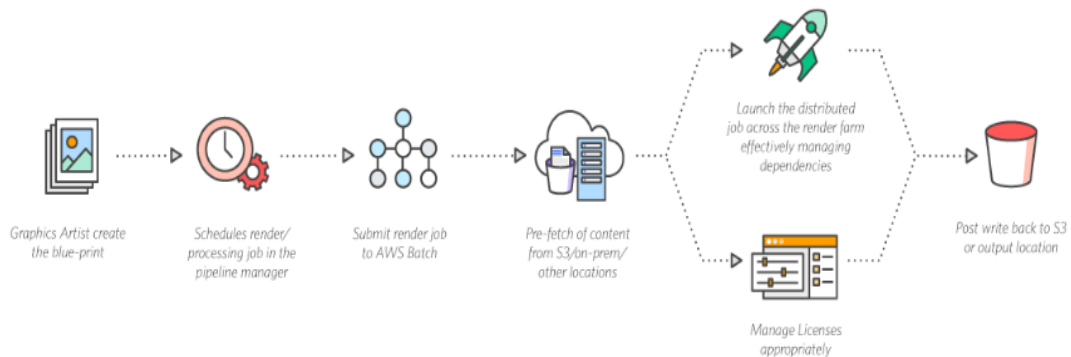 Graphics Artist create
the blue-print
Schedules render/
processing job in the
pipeline manager
Submit render job
to AWS Batch
Pre-fetch of content
from S3/on-prem/
other locations
Launch the distributed
job across the render farm
effectively managing
dependencies
Manage Licenses
appropriately
Post write back to S3
or output location